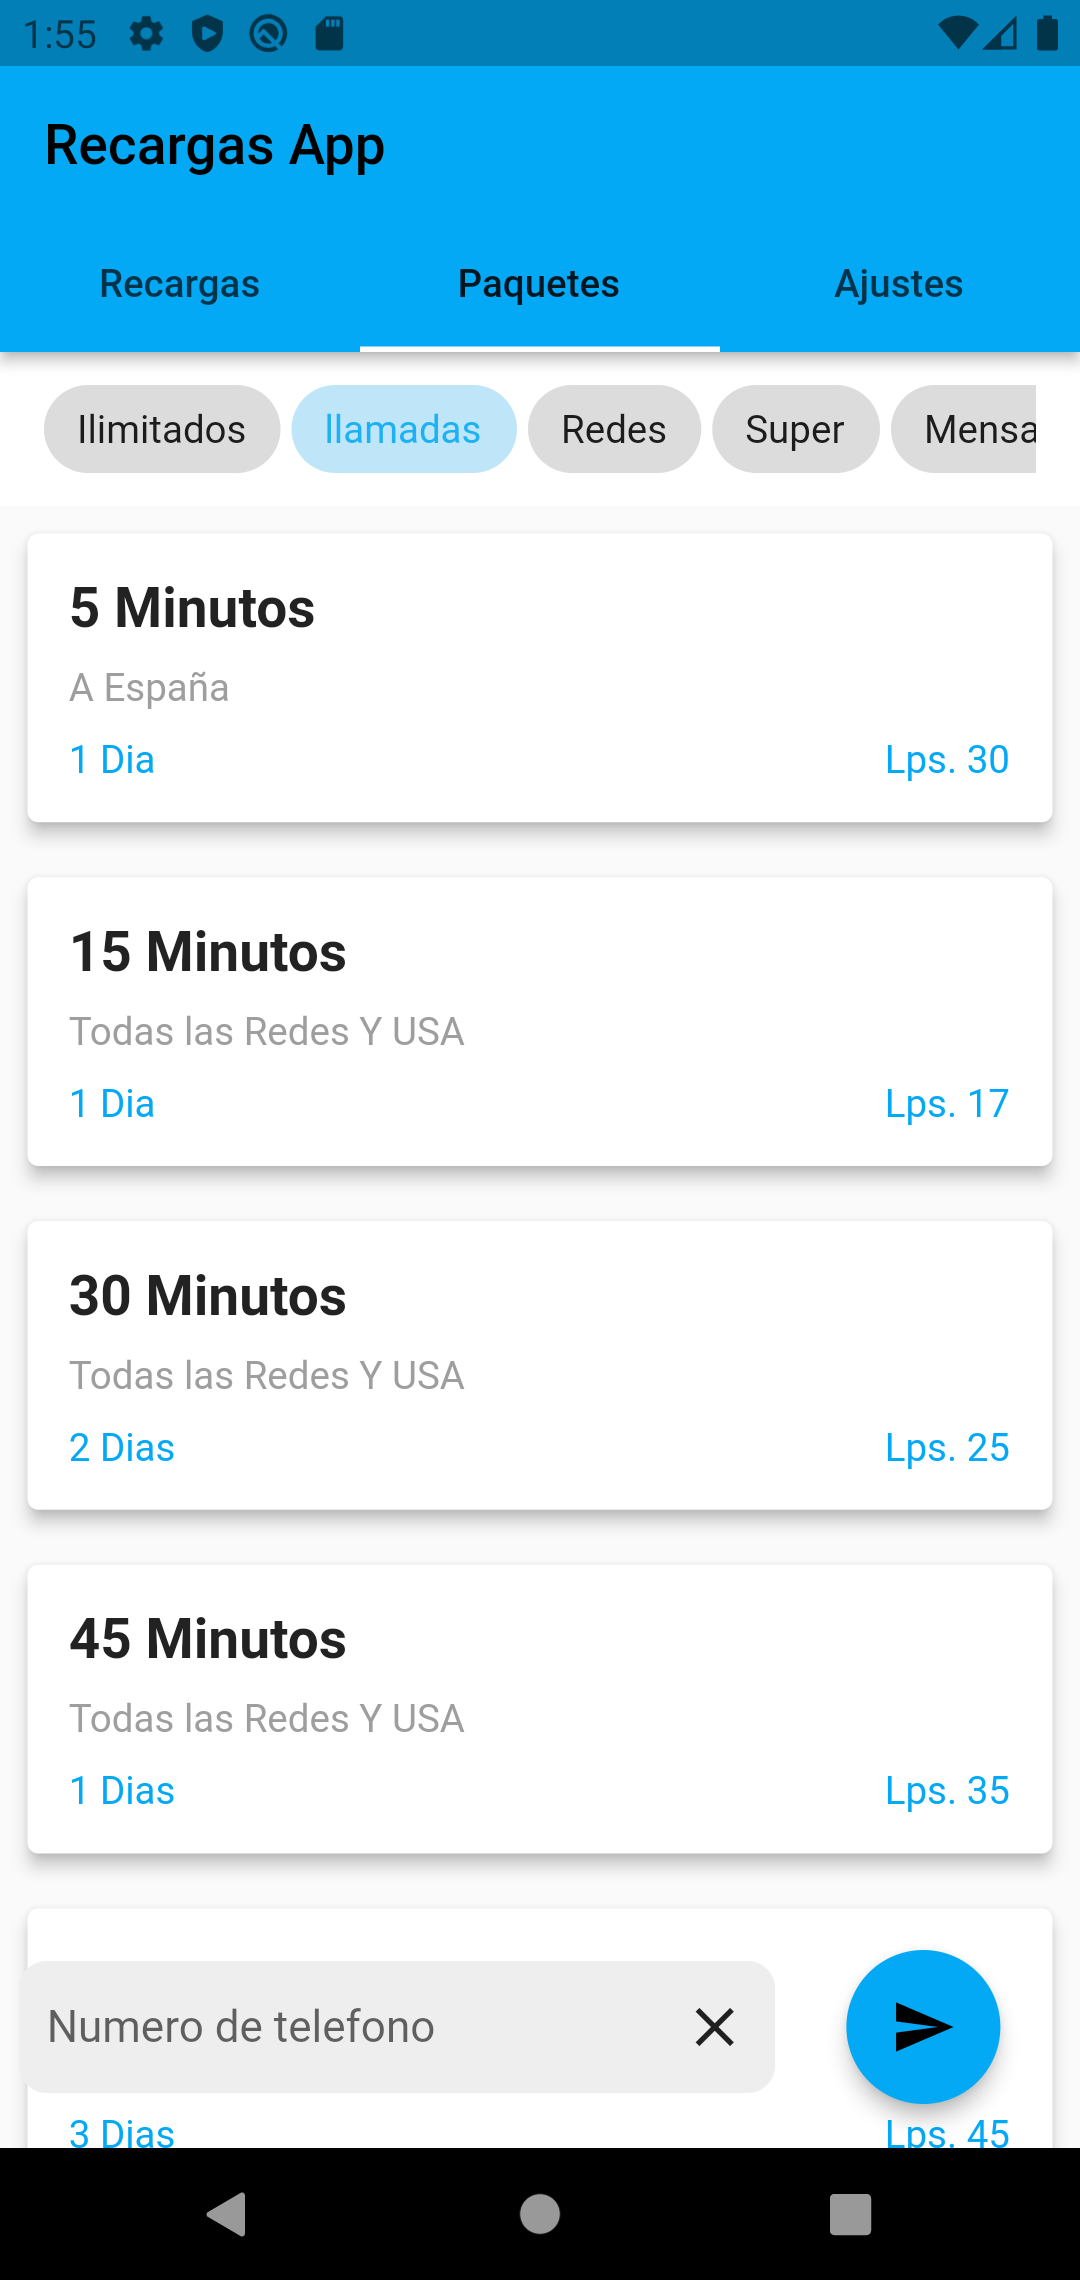 1:55
Recargas App
Recargas Paquetes Ajustes
Ilimitados llamadas Redes Super Mensa
5 Minutos
A España
1 Dia Lps. 30
15 Minutos
Todas las Redes Y USA
1 Dia Lps. 17
30 Minutos
Todas las Redes Y USA
2 Dias Lps. 25
45 Minutos
Todas las Redes Y USA
1 Dias Lps. 35
Numero de telefono
3 Dias Lps. 45